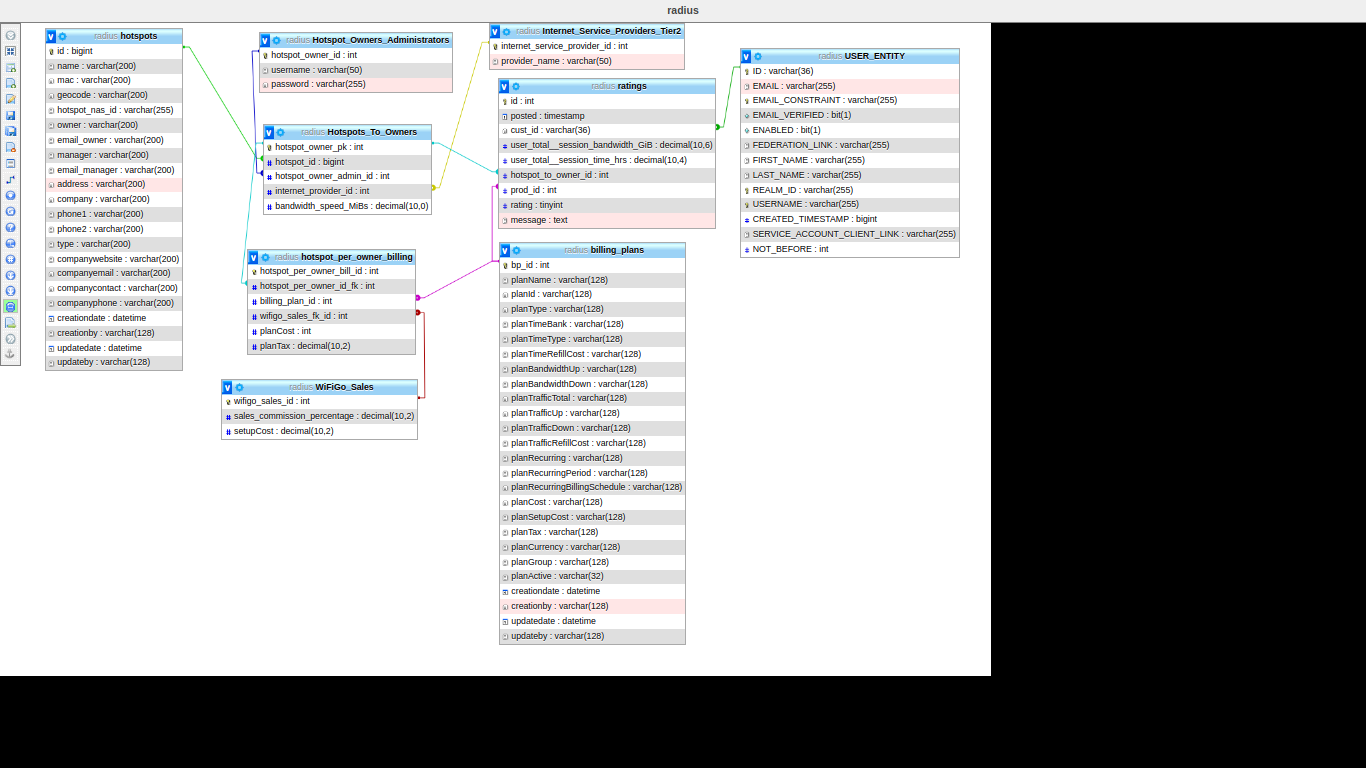 radius
radius hotspots
id : bigint
name : varchar(200)
mac : varchar(200)
geocode : varchar(200)
hotspot_nas_id : varchar(255)
owner : varchar(200)
email_owner : varchar(200)
manager : varchar(200)
email_manager : varchar(200)
address : varchar(200)
company : varchar(200)
phone1 : varchar(200)
phone2 : varchar(200)
type : varchar(200)
companywebsite : varchar(200)
companyemail : varchar(200)
companycontact : varchar(200)
companyphone : varchar(200)
creationdate : datetime
creationby : varchar(128)
updatedate : datetime
updateby : varchar(128)
radius Hotspot_Owners_Administrators
hotspot_owner_id : int
username : varchar(50)
password : varchar(255)
radius Hotspots_To_Owners
hotspot_owner_pk : int
hotspot_id : bigint
hotspot_owner_admin_id : int
internet_provider_id : int
bandwidth_speed_MiBs : decimal(10,0)
radius hotspot_per_owner_billing
hotspot_per_owner_bill_id : int
hotspot_per_owner_id_fk : int
billing_plan_id : int
wifigo_sales_fk_id : int
planCost : int
planTax : decimal(10,2)
radius WiFiGo_Sales
wifigo_sales_id : int
sales_commission_percentage : decimal(10,2)
setupCost : decimal(10,2)
radius Internet_Service_Providers_Tier2
internet_service_provider_id : int
provider_name : varchar(50)
radius ratings
id : int
posted : timestamp
cust_id : varchar(36)
user_total__session_bandwidth_GiB : decimal(10,6)
user_total__session_time_hrs : decimal(10,4)
hotspot_to_owner_id : int
prod_id : int
rating : tinyint
message : text
radius billing_plans
bp_id : int
planName : varchar(128)
planId : varchar(128)
planType : varchar(128)
planTimeBank : varchar(128)
planTimeType : varchar(128)
planTimeRefillCost : varchar(128)
planBandwidthUp : varchar(128)
planBandwidthDown : varchar(128)
planTrafficTotal : varchar(128)
planTrafficUp : varchar(128)
planTrafficDown : varchar(128)
planTrafficRefillCost : varchar(128)
planRecurring : varchar(128)
planRecurringPeriod : varchar(128)
planRecurringBillingSchedule : varchar(128)
planCost : varchar(128)
planSetupCost : varchar(128)
planTax : varchar(128)
planCurrency : varchar(128)
planGroup : varchar(128)
planActive : varchar(32)
creationdate : datetime
creationby : varchar(128)
updatedate : datetime
updateby : varchar(128)
radius USER_ENTITY
ID : varchar(36)
EMAIL : varchar(255)
EMAIL_CONSTRAINT : varchar(255)
EMAIL_VERIFIED : bit(1)
ENABLED : bit(1)
FEDERATION_LINK : varchar(255)
FIRST_NAME : varchar(255)
LAST_NAME : varchar(255)
REALM_ID : varchar(255)
USERNAME : varchar(255)
CREATED_TIMESTAMP : bigint
SERVICE_ACCOUNT_CLIENT_LINK : varchar(255)
NOT_BEFORE : int